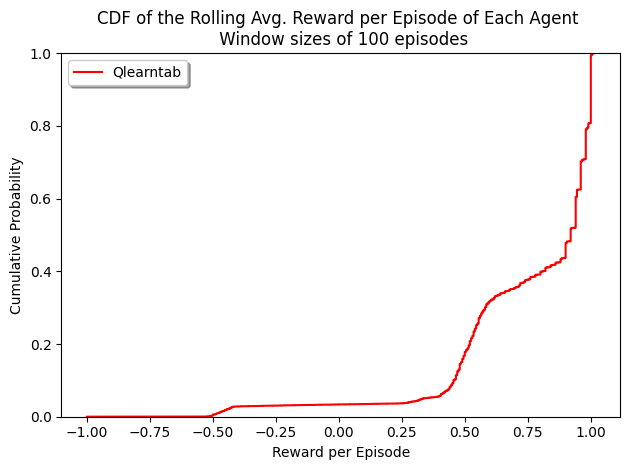 CDF of the Rolling Avg. Reward per Episode of Each Agent
Window sizes of 100 episodes
Qlearntab
Cumulative Probability
1.0
0.8
0.6
0.4
0.2
0.0
−1.00 −0.75 −0.50 −0.25 0.00 0.25 0.50 0.75 1.00
Reward per Episode